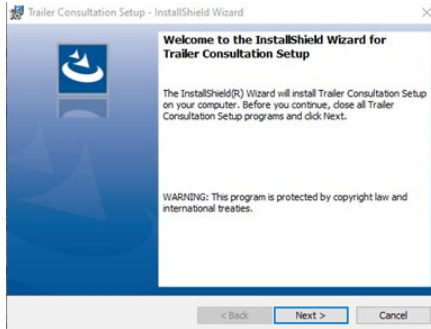 Trailer Consultation Setup - InstallShield Wizard
Welcome to the InstallShield Wizard for
Trailer Consultation Setup
The InstallShield(R) Wizard will install Trailer Consultation Setup
on your computer. Before you continue, close all Trailer
Consultation Setup programs and click Next.
WARNING: This program is protected by copyright law and
international treaties.
< Back Next > Cancel